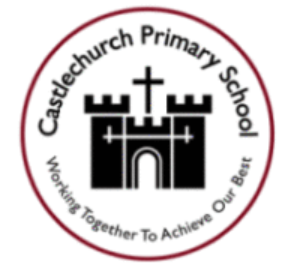 Castlechurch Primary School
Working Together To Achieve Our Best